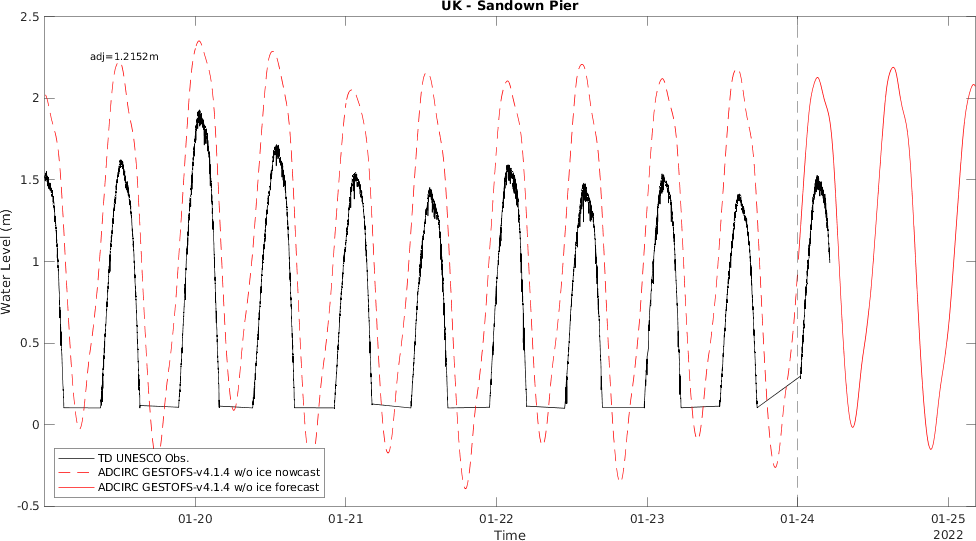 UK - Sandown Pier
2.5
2
1.5
1
0.5
0
-0.5
Water Level (m)
adj=1.2152m
TD UNESCO Obs.
ADCIRC GESTOFS-v4.1.4 w/o ice nowcast
ADCIRC GESTOFS-v4.1.4 w/o ice forecast
01-20
01-21
01-22
01-23
01-24
01-25
Time
2022